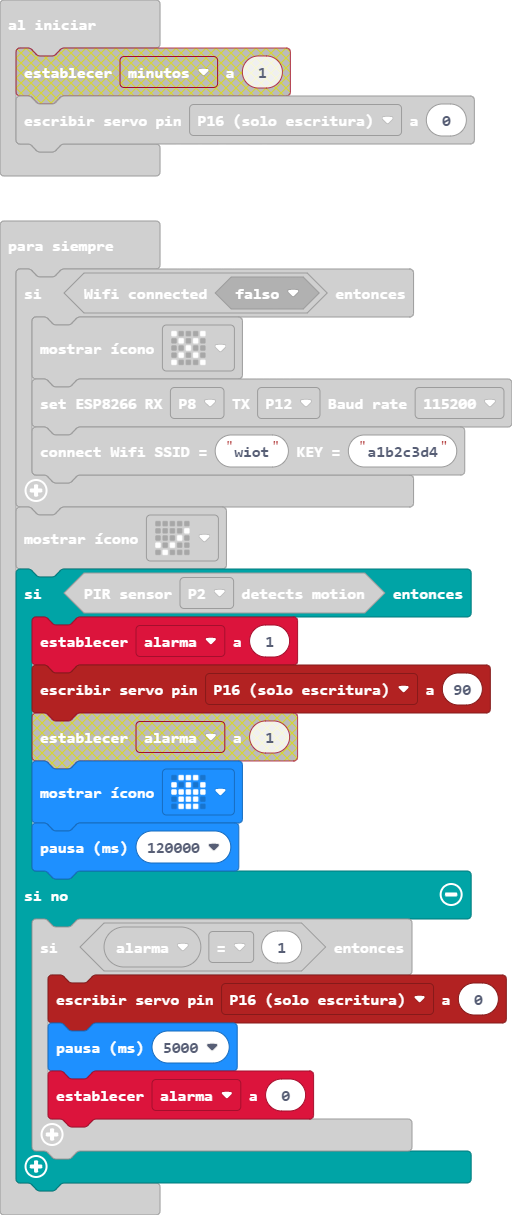 al iniciar
establecer minutos a 1
escribir servo pin P16 (solo escritura) a 0
para siempre
si Wifi connected falso entonces
mostrar ícono
set ESP8266 RX P8 TX P12 Baud rate 115200
connect Wifi SSID = "wiot" KEY = "a1b2c3d4"
mostrar ícono
si PIR sensor P2 detects motion entonces
establecer alarma a 1
escribir servo pin P16 (solo escritura) a 90
establecer alarma a 1
mostrar ícono
pausa (ms) 120000
si no
si alarma = 1 entonces
escribir servo pin P16 (solo escritura) a 0
pausa (ms) 5000
establecer alarma a 0